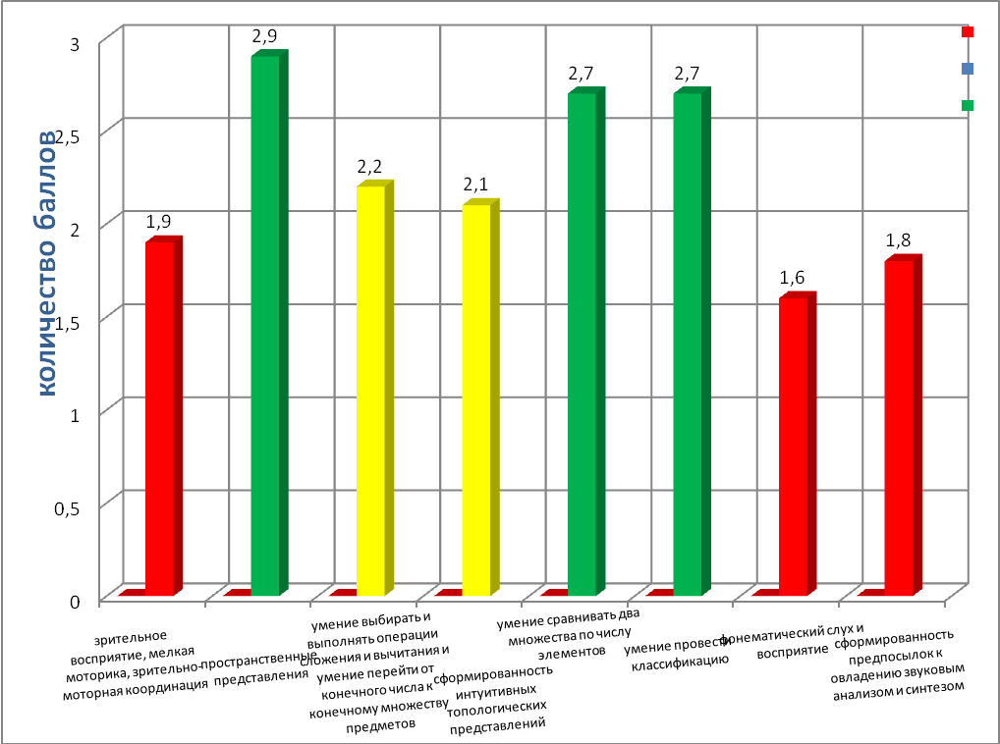 количество баллов
3
2,5
2
1,5
1
0,5
0
1,9
2,9
2,2
2,1
2,7
2,7
1,6
1,8
зрительное
восприятие, мелкая
моторика, зрительно-
моторная координация
пространственные
представления
умение выбирать и
выполнять операции
сложения и вычитания и
умение перейти от
конечного числа к
конечному множеству
предметов
сформированность
интуитивных
топологических
представлений
умение сравнивать два
множества по числу
элементов
умение провести
классификацию
фонематический слух и
восприятие
сформированность
предпосылок к
овладению звуковым
анализом и синтезом